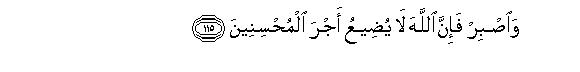 وَٱصْبِرْ فَإِنَّ ٱللَّهَ لَا يُضِيعُ أَجْرَ ٱلْمُحْسِنِينَ ١١٥